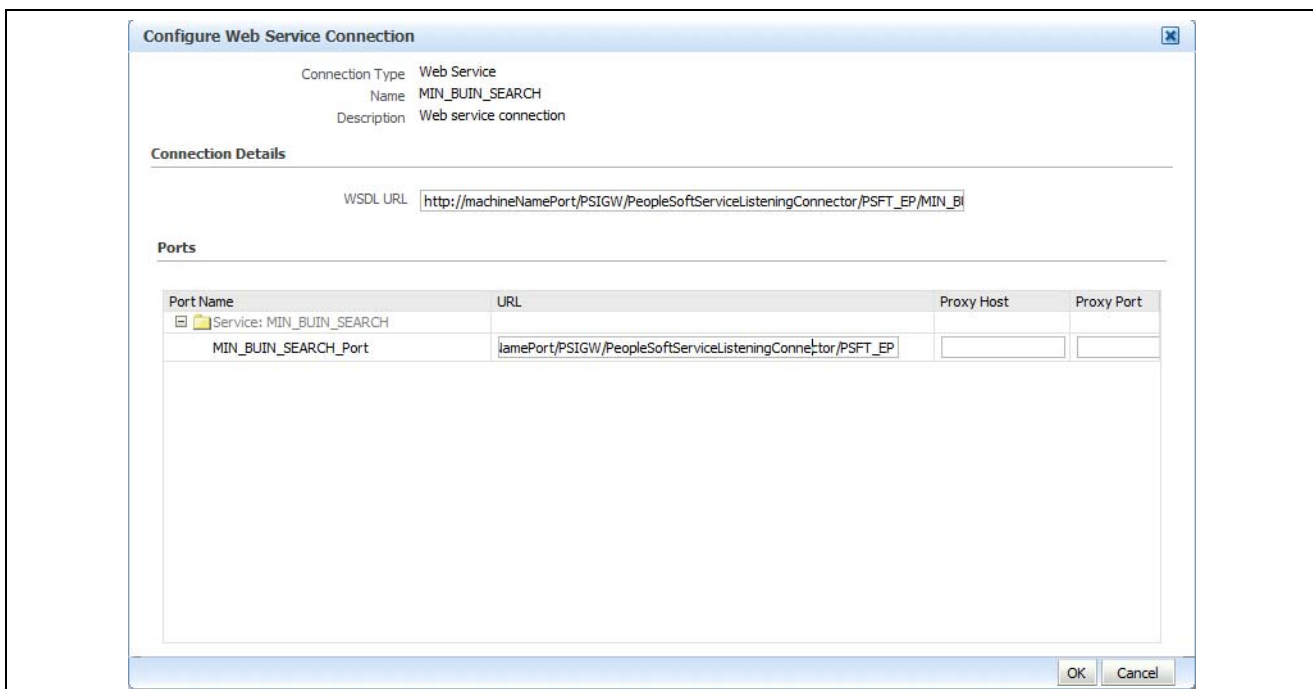 Configure Web Service Connection
Connection Type Web Service
Name MIN_BUIN_SEARCH
Description Web service connection
Connection Details
WSDL URL http://machineNamePort/PSIGW/PeopleSoftServiceListeningConnector/PSFT_EP/MIN_B
Ports
Port Name URL Proxy Host Proxy Port
Service: MIN_BUIN_SEARCH
MIN_BUIN_SEARCH_Port NamePort/PSIGW/PeopleSoftServiceListeningConnector/PSFT_EP
OK Cancel